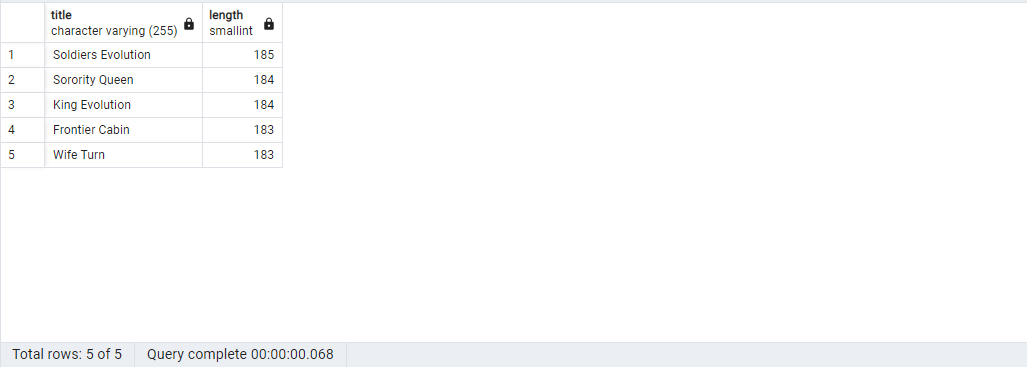 title length
character varying (255) smallint
1 Soldiers Evolution 185
2 Sorority Queen 184
3 King Evolution 184
4 Frontier Cabin 183
5 Wife Turn 183
Total rows: 5 of 5 Query complete 00:00:00.068